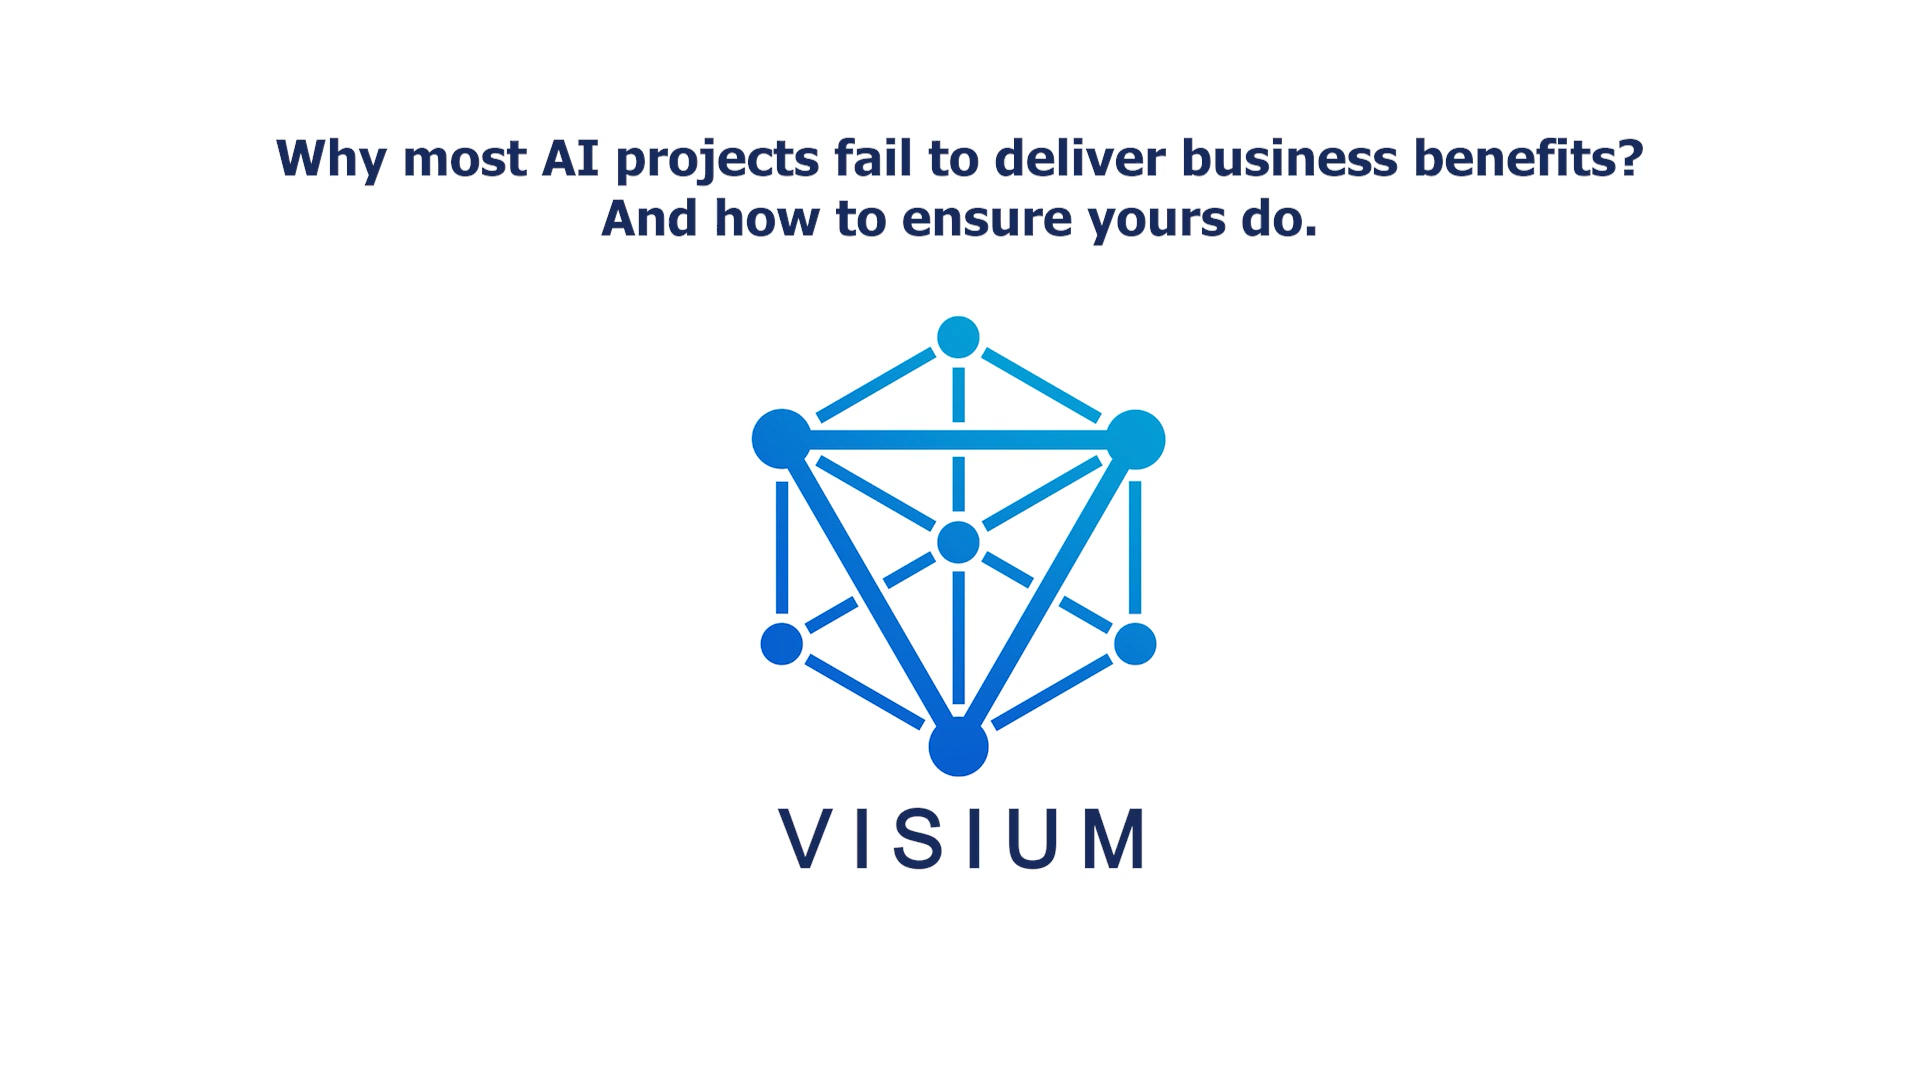 Why most AI projects fail to deliver business benefits?
And how to ensure yours do.
VISIUM